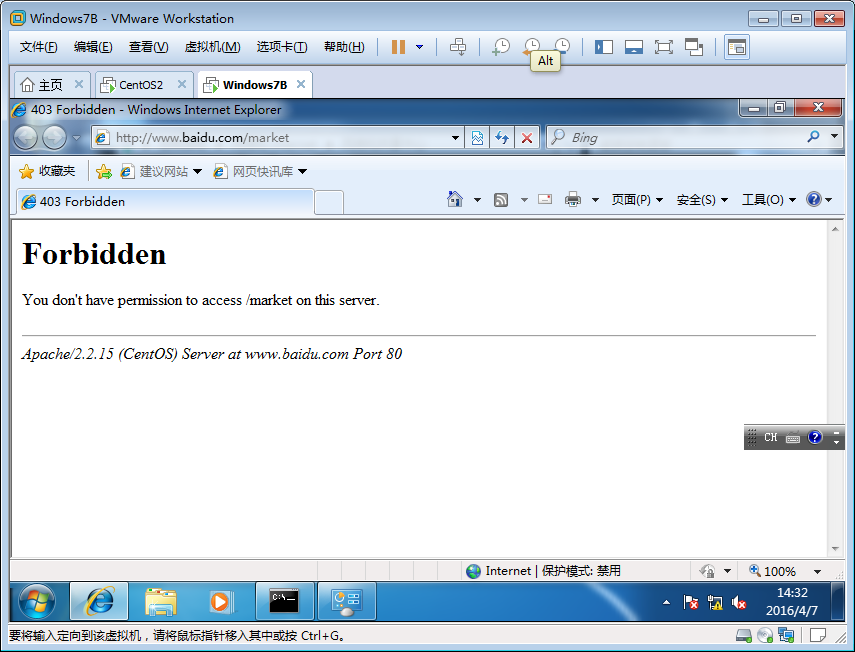 Windows7B - VMware Workstation
文件(F) 编辑(E) 查看(V) 虚拟机(M) 选项卡(T) 帮助(H)
Alt
主页 CentOS2 Windows7B
403 Forbidden - Windows Internet Explorer
http://www.baidu.com/market Bing
收藏夹 建议网站 网页快讯库
403 Forbidden 页面(P) 安全(S) 工具(O)
Forbidden
You don't have permission to access /market on this server.
Apache/2.2.15 (CentOS) Server at www.baidu.com Port 80
CH
Internet | 保护模式: 禁用 100%
14:32
2016/4/7
要将输入定向到该虚拟机，请将鼠标指针移入其中或按 Ctrl+G。